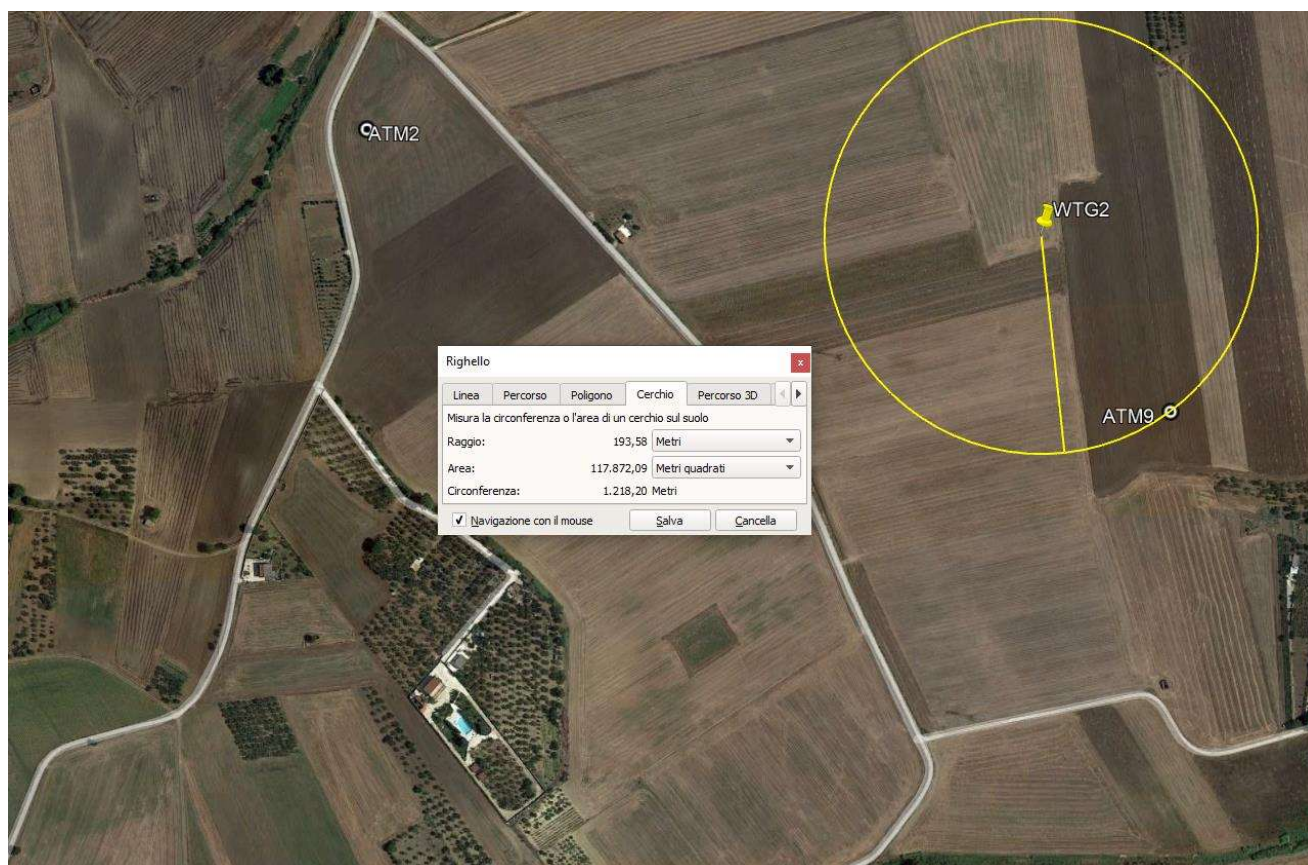 ATM2
WTG2
ATM9
Righello
x
Linea Percorso Poligono Cerchio Percorso 3D
Misura la circonferenza o l'area di un cerchio sul suolo
Raggio: 193,58 Metri
Area: 117.872,09 Metri quadrati
Circonferenza: 1.218,20 Metri
Navigazione con il mouse Salva Cancella